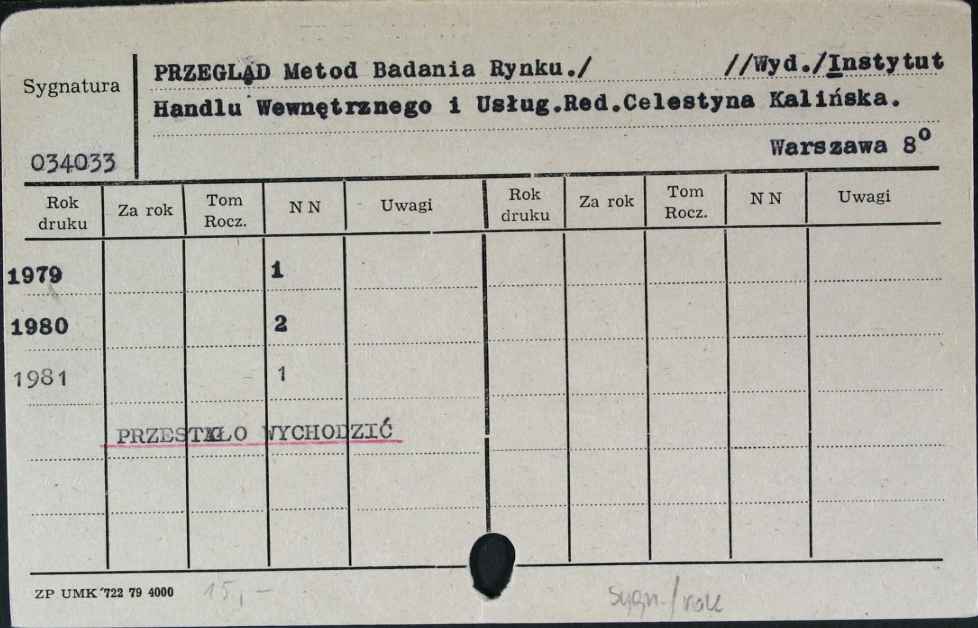 Sygnatura
PRZEGLĄD Metod Badania Rynku./ //Wyd./Instytut
Handlu Wewnętrznego i Usług.Red.Celestyna Kalińska.
034033
Warszawa 8⁰
Rok druku Za rok Tom Rocz. N N Uwagi Rok druku Za rok Tom Rocz. N N Uwagi
1979 1
1980 2
1981 1
PRZESTAŁO WYCHODZIĆ
ZP UMK 722 79 4000 15,-
sygn./rok